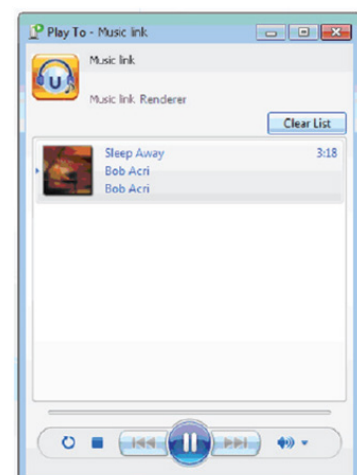 Play To - Music link
Music link
Music link Renderer
Clear List
Sleep Away 3:18
Bob Acri
Bob Acri
U